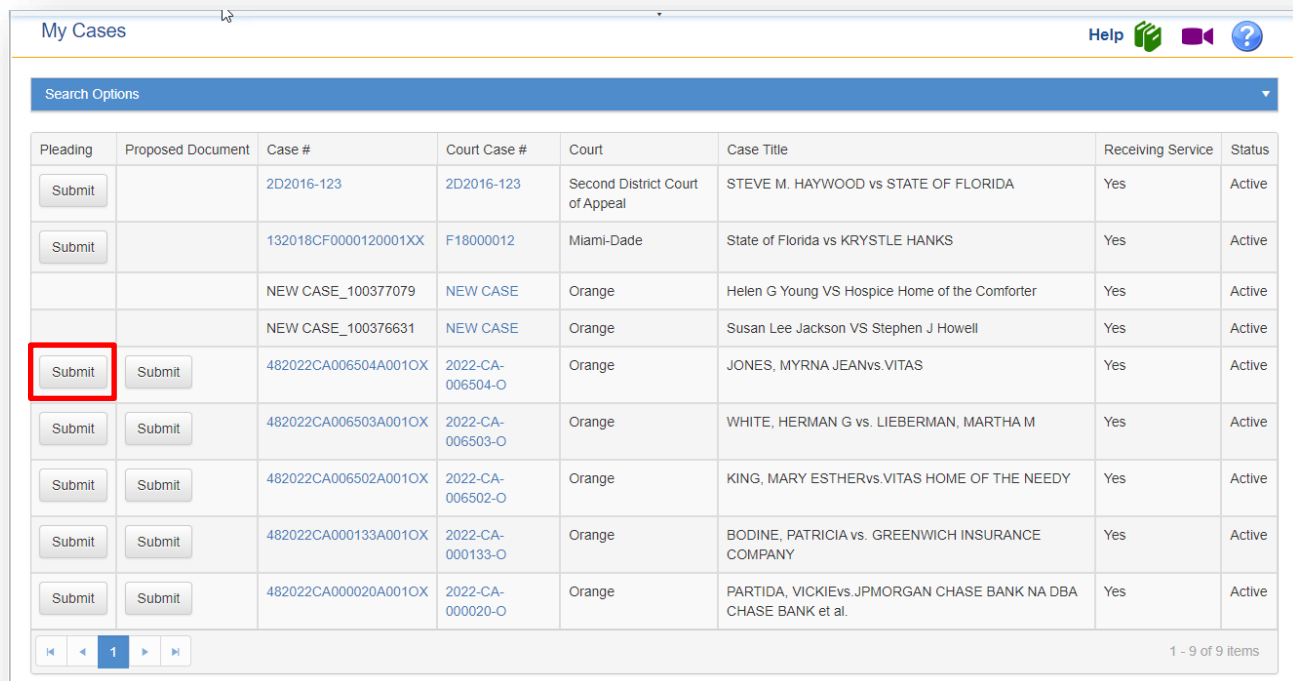 My Cases
Help
Search Options
Pleading Proposed Document Case # Court Case # Court Case Title Receiving Service Status
Submit 2D2016-123 2D2016-123 Second District Court STEVE M. HAYWOOD vs STATE OF FLORIDA Yes Active
of Appeal
Submit 132018CF0000120001XX F18000012 Miami-Dade State of Florida vs KRYSTLE HANKS Yes Active
NEW CASE_100377079 NEW CASE Orange Helen G Young VS Hospice Home of the Comforter Yes Active
NEW CASE_100376631 NEW CASE Orange Susan Lee Jackson VS Stephen J Howell Yes Active
Submit Submit 482022CA006504A001OX 2022-CA- Orange JONES, MYRNA JEANvs.VITAS Yes Active
006504-O
Submit Submit 482022CA006503A001OX 2022-CA- Orange WHITE, HERMAN G vs. LIEBERMAN, MARTHA M Yes Active
006503-O
Submit Submit 482022CA006502A001OX 2022-CA- Orange KING, MARY ESTHERvs.VITAS HOME OF THE NEEDY Yes Active
006502-O
Submit Submit 482022CA000133A001OX 2022-CA- Orange BODINE, PATRICIA vs. GREENWICH INSURANCE Yes Active
000133-O COMPANY
Submit Submit 482022CA000020A001OX 2022-CA- Orange PARTIDA, VICKIEvs.JPMORGAN CHASE BANK NA DBA Yes Active
000020-O CHASE BANK et al.
1 1 - 9 of 9 items